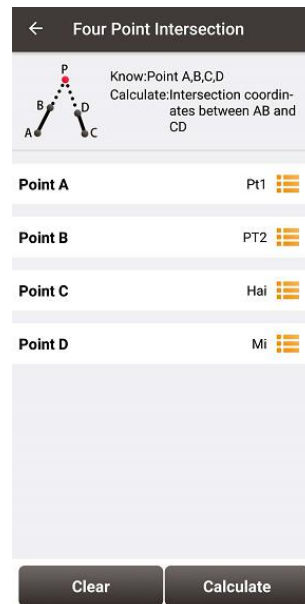 Four Point Intersection
P
Know:Point A,B,C,D
Calculate:Intersection coordin-
B
D
ates between AB and
A
C
CD
Point A Pt1
Point B PT2
Point C Hai
Point D Mi
Clear Calculate